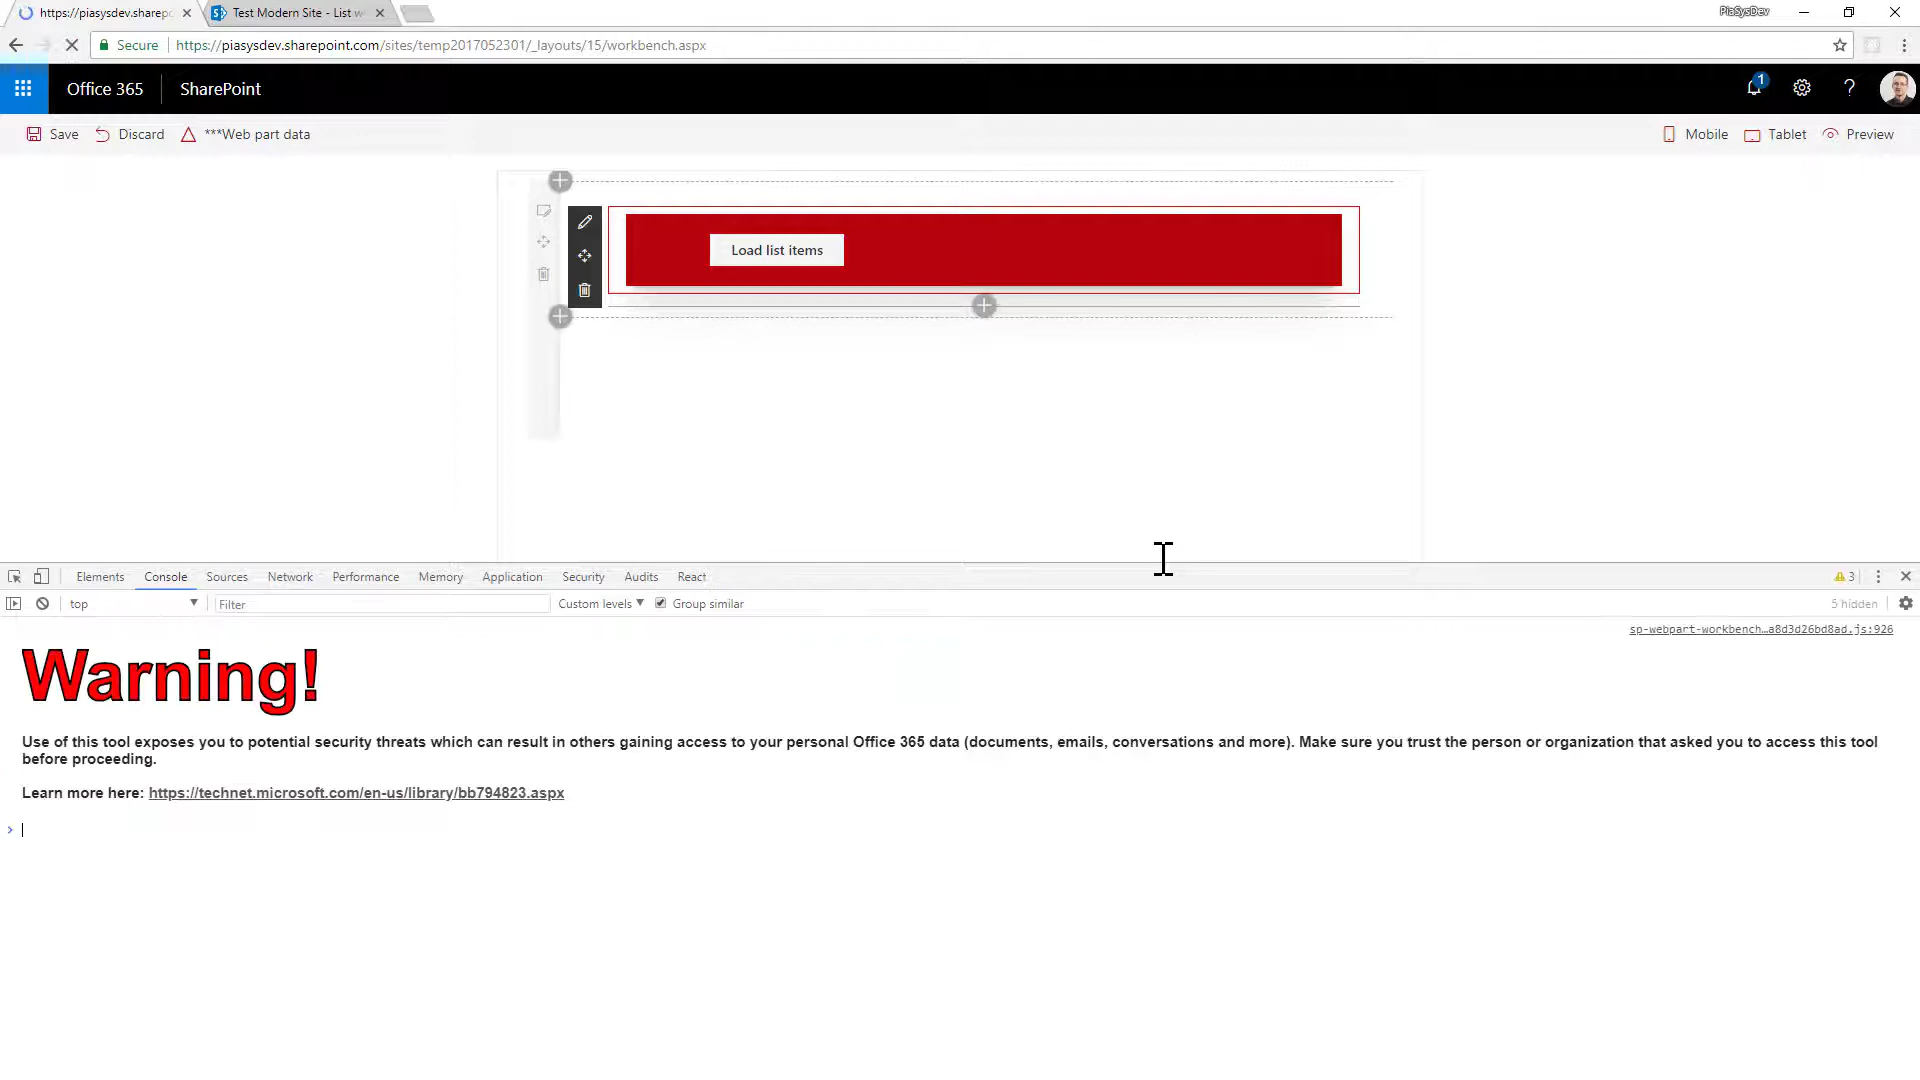 https://piasysdev.sharepo
Test Modern Site - List w
PiaSysDev
Secure
https://piasysdev.sharepoint.com/sites/temp2017052301/_layouts/15/workbench.aspx
Office 365
SharePoint
1
?
Save
Discard
***Web part data
Mobile
Tablet
Preview
Load list items
Elements
Console
Sources
Network
Performance
Memory
Application
Security
Audits
React
3
top
Filter
Custom levels
Group similar
5 hidden
sp-webpart-workbench…a8d3d26bd8ad.js:926
Warning!
Use of this tool exposes you to potential security threats which can result in others gaining access to your personal Office 365 data (documents, emails, conversations and more). Make sure you trust the person or organization that asked you to access this tool
before proceeding.
Learn more here: https://technet.microsoft.com/en-us/library/bb794823.aspx